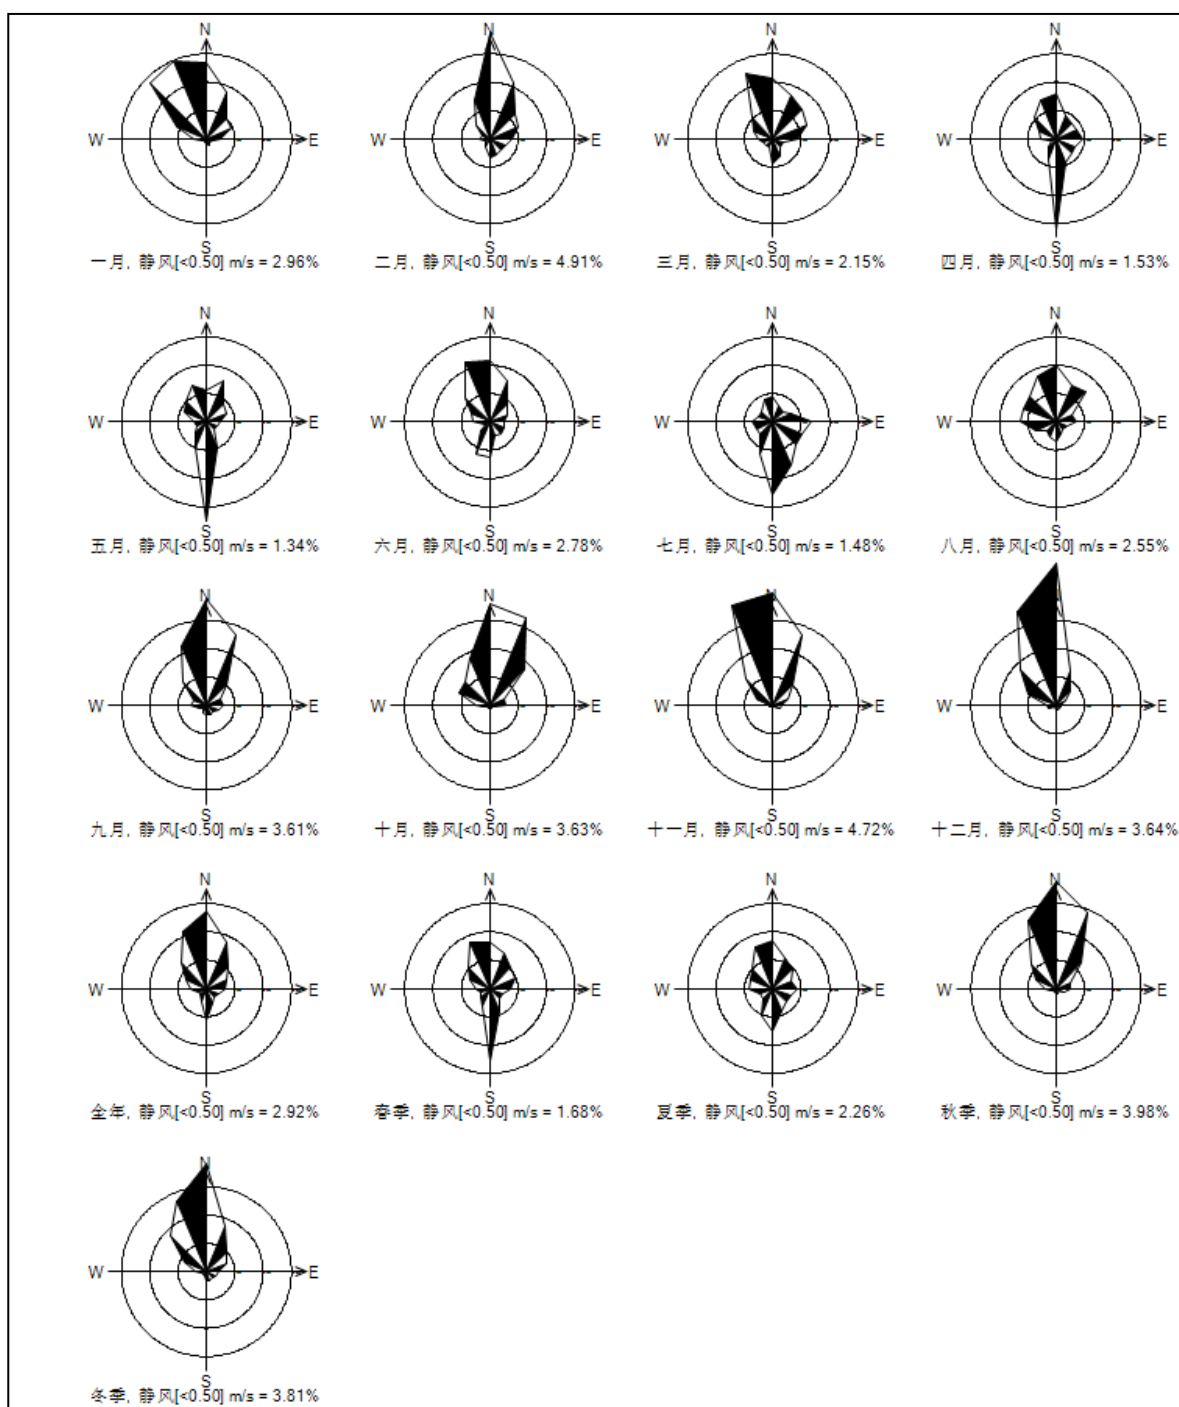 N N N N
W E W E W E W E
S S S S
一月, 静风[<0.50] m/s = 2.96% 二月, 静风[<0.50] m/s = 4.91% 三月, 静风[<0.50] m/s = 2.15% 四月, 静风[<0.50] m/s = 1.53%
N N N N
W E W E W E W E
S S S S
五月, 静风[<0.50] m/s = 1.34% 六月, 静风[<0.50] m/s = 2.78% 七月, 静风[<0.50] m/s = 1.48% 八月, 静风[<0.50] m/s = 2.55%
N N N N
W E W E W E W E
S S S S
九月, 静风[<0.50] m/s = 3.61% 十月, 静风[<0.50] m/s = 3.63% 十一月, 静风[<0.50] m/s = 4.72% 十二月, 静风[<0.50] m/s = 3.64%
N N N N
W E W E W E W E
S S S S
全年, 静风[<0.50] m/s = 2.92% 春季, 静风[<0.50] m/s = 1.68% 夏季, 静风[<0.50] m/s = 2.26% 秋季, 静风[<0.50] m/s = 3.98%
N
W E
S
冬季, 静风[<0.50] m/s = 3.81%